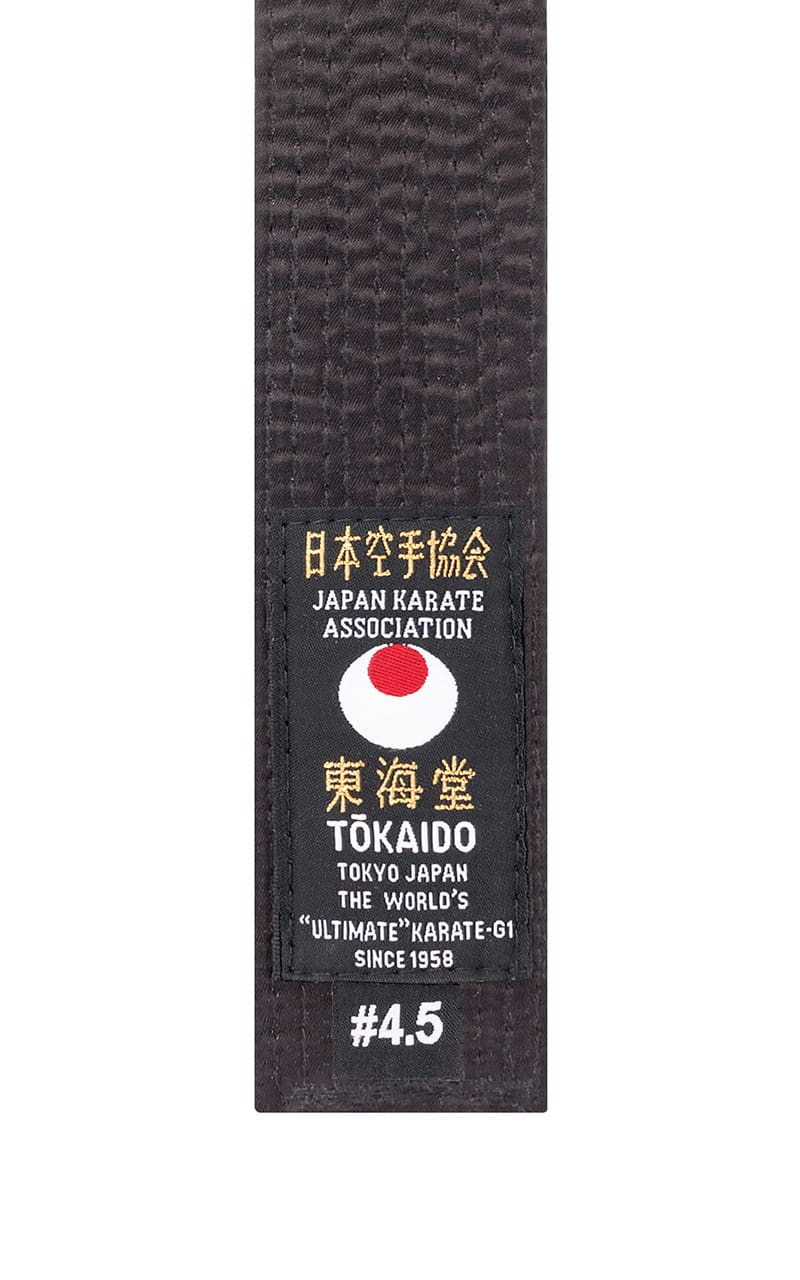 日本空手協会
JAPAN KARATE
ASSOCIATION
東海堂
TŌKAIDO
TOKYO JAPAN
THE WORLD'S
"ULTIMATE" KARATE-G1
SINCE 1958
#4.5